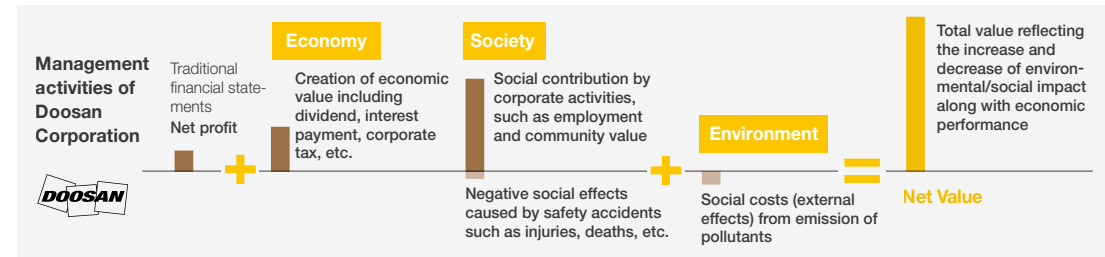 Management
activities of
Doosan
Corporation
DOOSAN
Traditional
financial state-
ments
Net profit
Economy
Creation of economic
value including
dividend, interest
payment, corporate
tax, etc.
Society
Social contribution by
corporate activities,
such as employment
and community value
Negative social effects
caused by safety accidents
such as injuries, deaths, etc.
Environment
Social costs (external
effects) from emission of
pollutants
Total value reflecting
the increase and
decrease of environ-
mental/social impact
along with economic
performance
Net Value